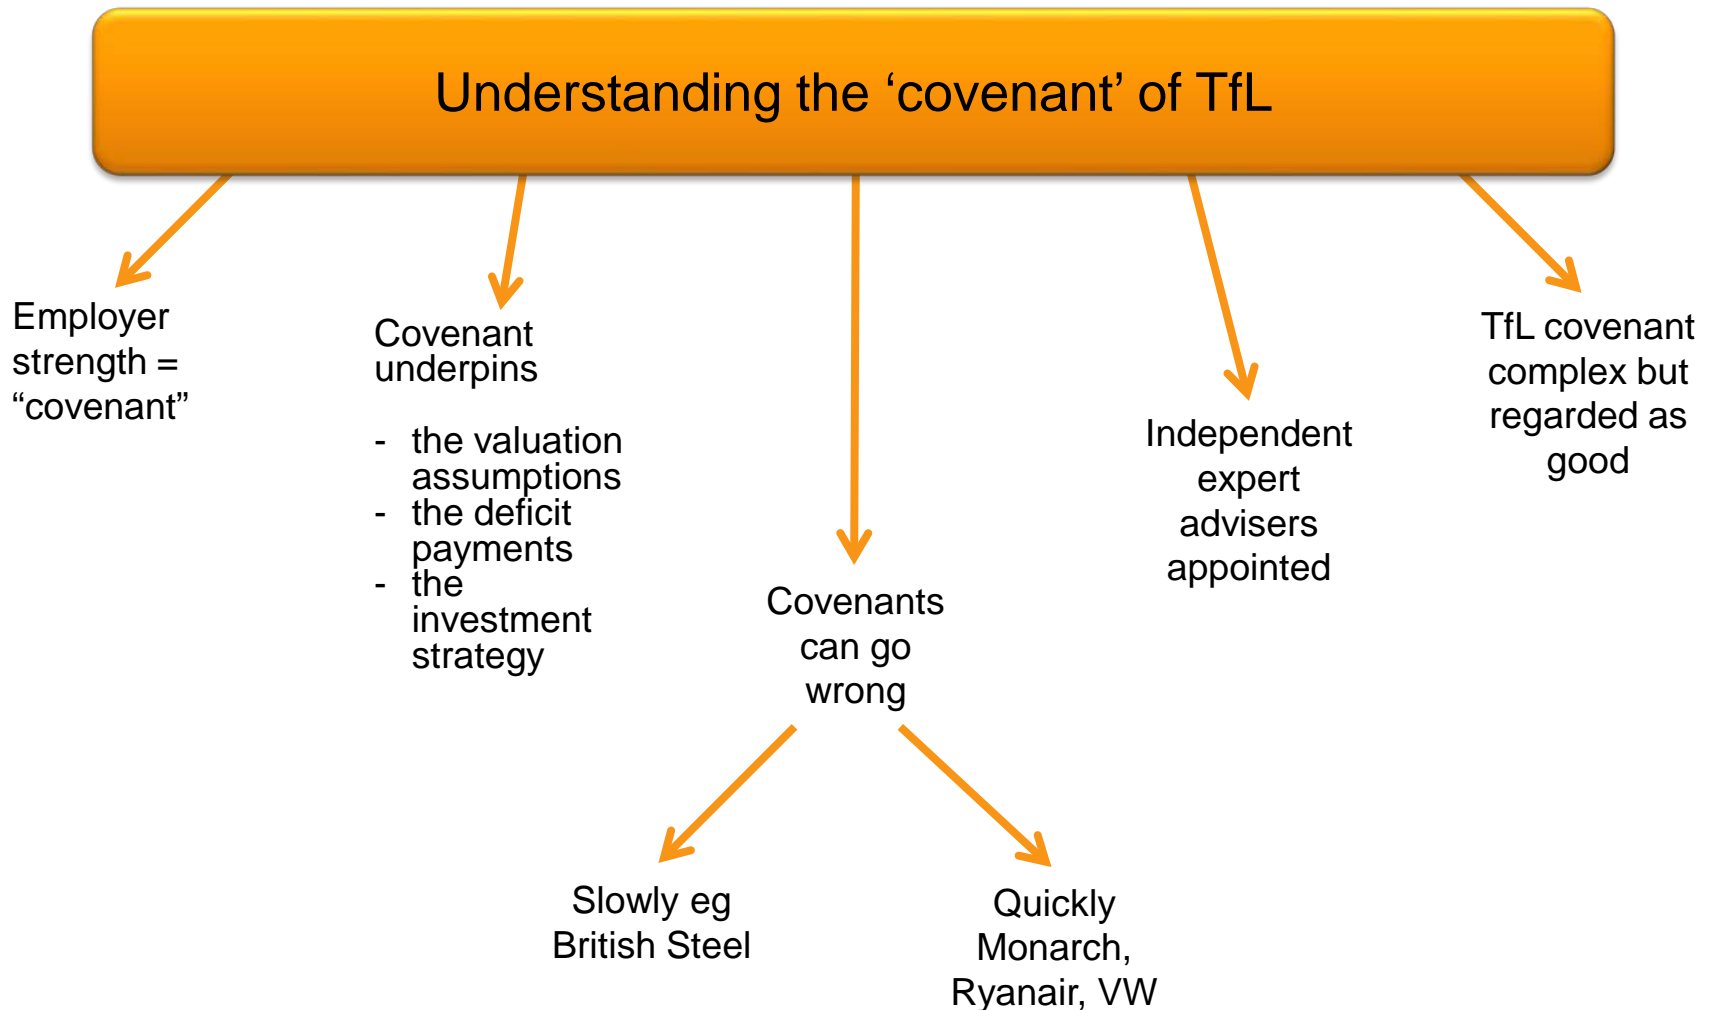 Understanding the ‘covenant’ of TfL
Employer
strength =
“covenant”
Covenant
underpins
- the valuation
assumptions
- the deficit
payments
- the
investment
strategy
Covenants
can go
wrong
Slowly eg
British Steel
Quickly
Monarch,
Ryanair, VW
Independent
expert
advisers
appointed
TfL covenant
complex but
regarded as
good